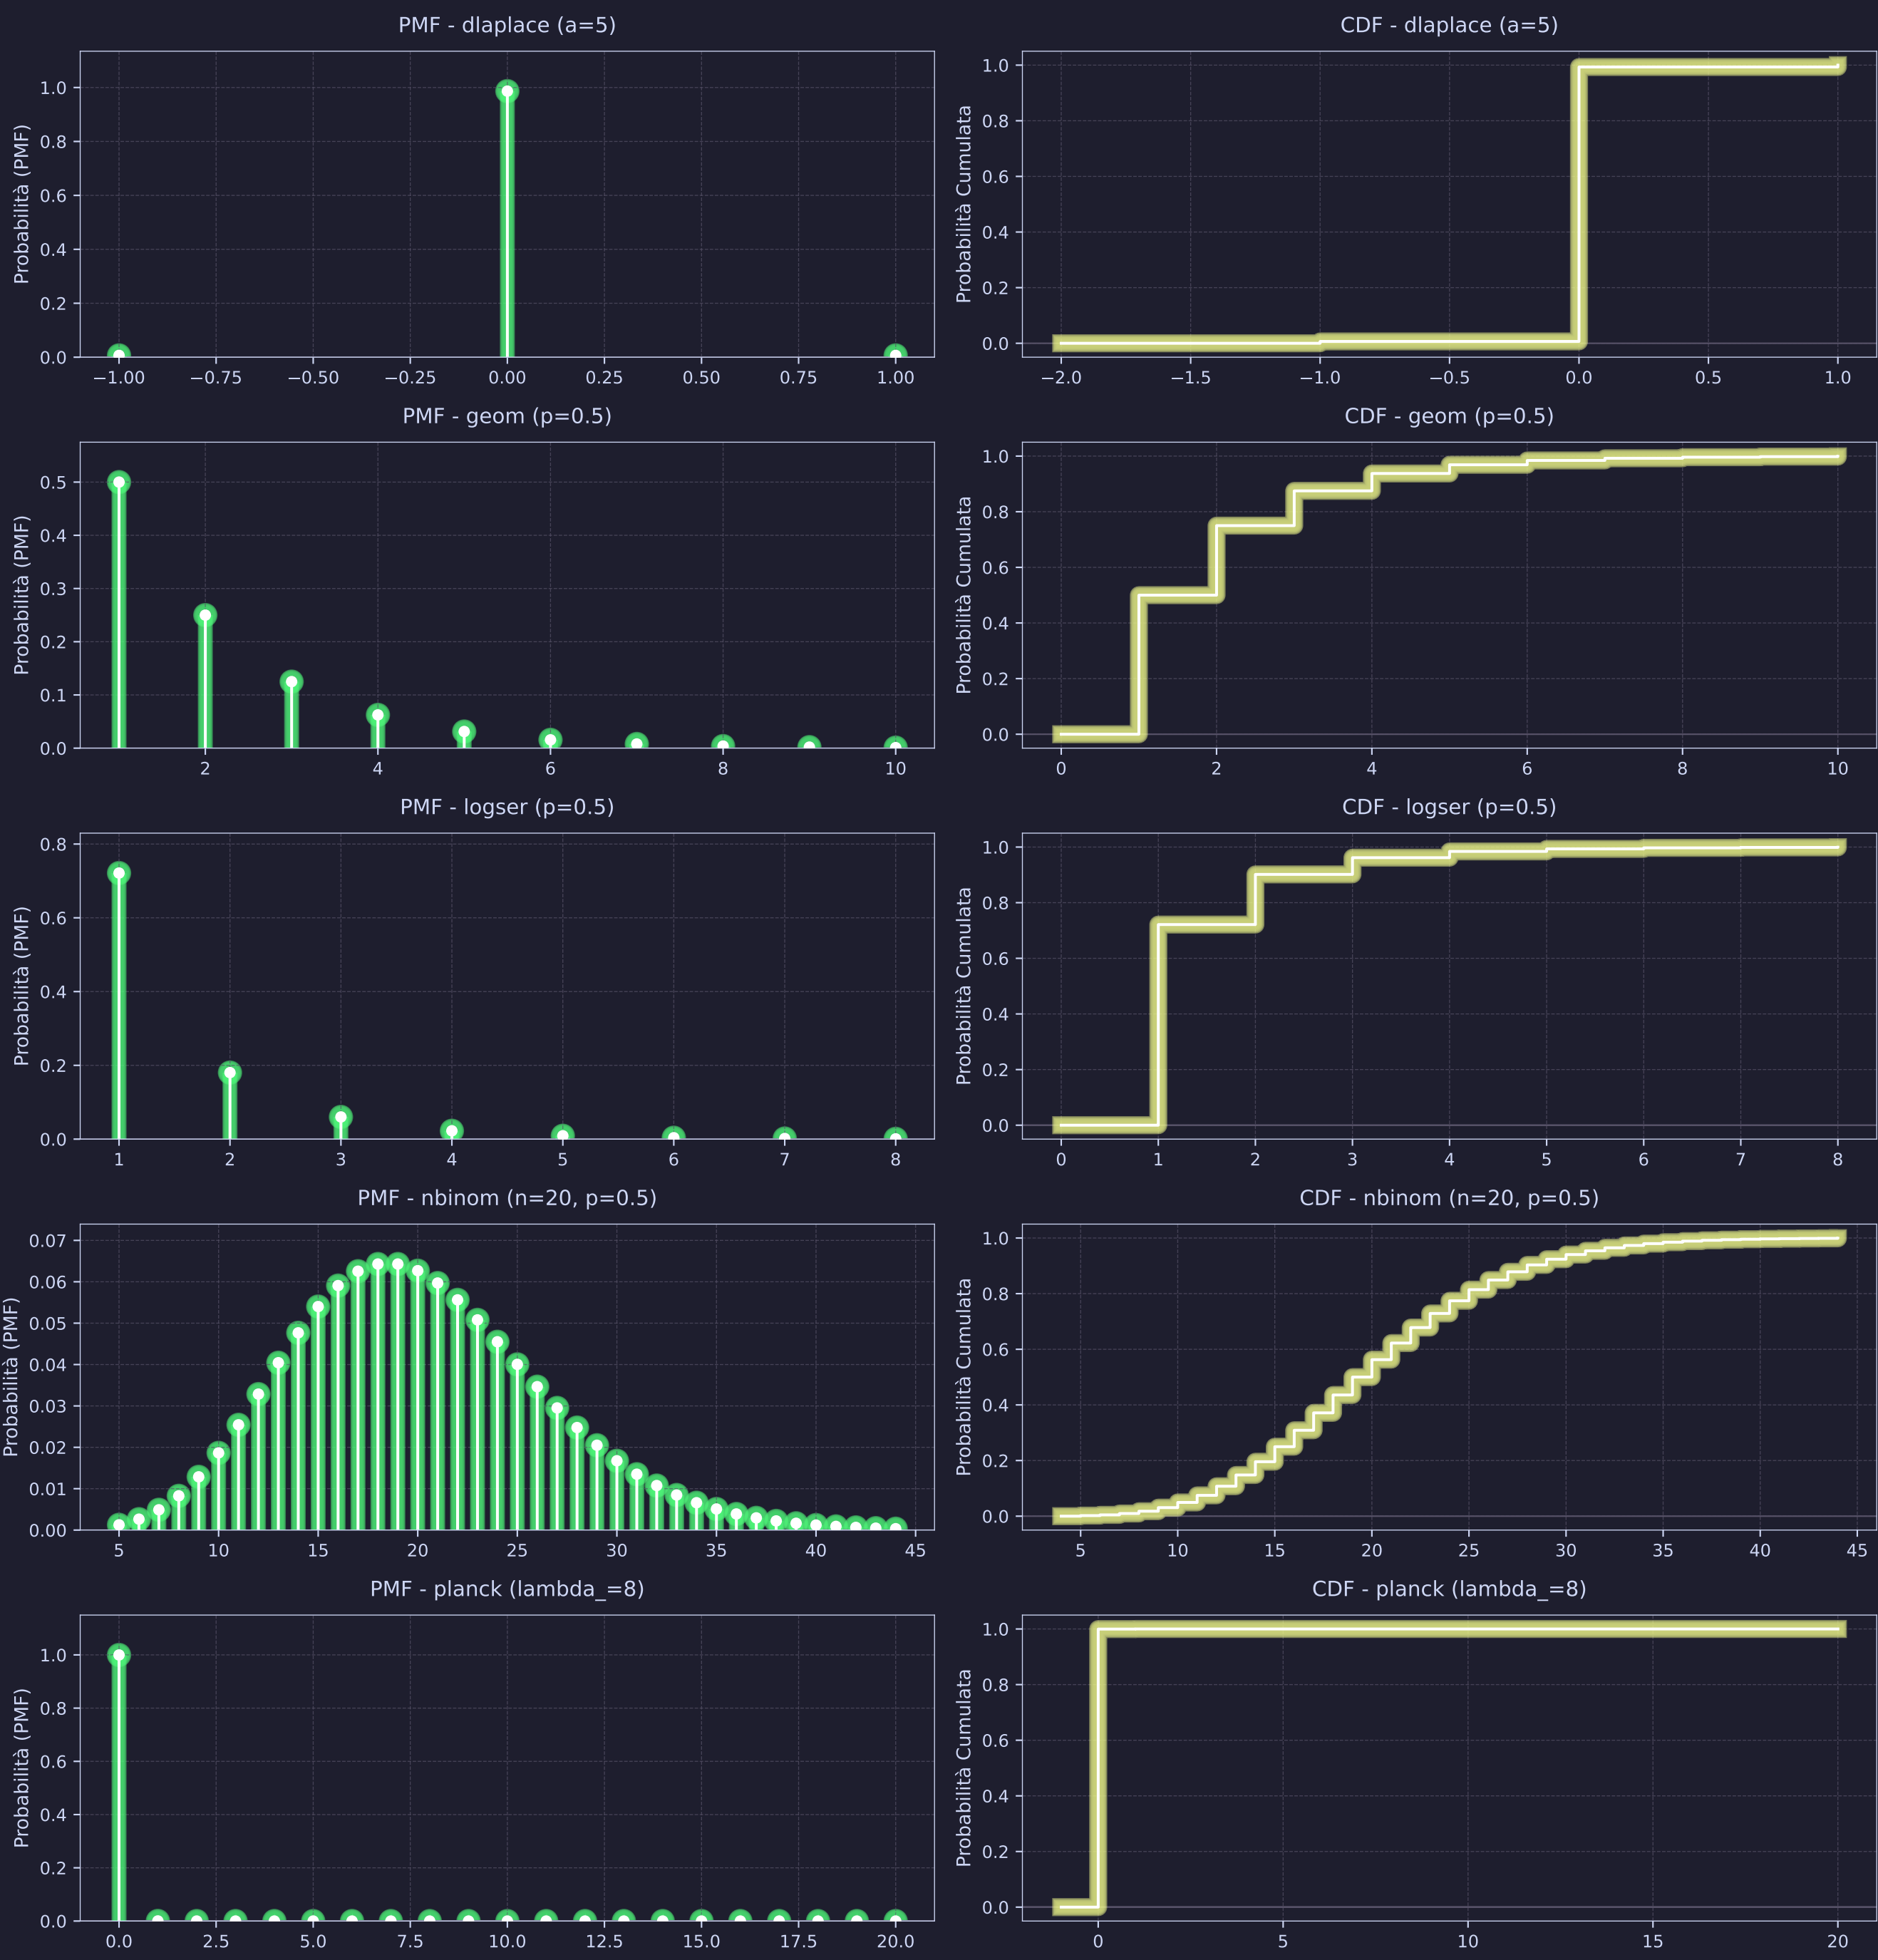 PMF - dlaplace (a=5)
Probabilità (PMF)
1.0
0.8
0.6
0.4
0.2
0.0
−1.00 −0.75 −0.50 −0.25 0.00 0.25 0.50 0.75 1.00
CDF - dlaplace (a=5)
Probabilità Cumulata
1.0
0.8
0.6
0.4
0.2
0.0
−2.0 −1.5 −1.0 −0.5 0.0 0.5 1.0
PMF - geom (p=0.5)
Probabilità (PMF)
0.5
0.4
0.3
0.2
0.1
0.0
2 4 6 8 10
CDF - geom (p=0.5)
Probabilità Cumulata
1.0
0.8
0.6
0.4
0.2
0.0
0 2 4 6 8 10
PMF - logser (p=0.5)
Probabilità (PMF)
0.8
0.6
0.4
0.2
0.0
1 2 3 4 5 6 7 8
CDF - logser (p=0.5)
Probabilità Cumulata
1.0
0.8
0.6
0.4
0.2
0.0
0 1 2 3 4 5 6 7 8
PMF - nbinom (n=20, p=0.5)
Probabilità (PMF)
0.07
0.06
0.05
0.04
0.03
0.02
0.01
0.00
5 10 15 20 25 30 35 40 45
CDF - nbinom (n=20, p=0.5)
Probabilità Cumulata
1.0
0.8
0.6
0.4
0.2
0.0
5 10 15 20 25 30 35 40 45
PMF - planck (lambda_=8)
Probabilità (PMF)
1.0
0.8
0.6
0.4
0.2
0.0
0.0 2.5 5.0 7.5 10.0 12.5 15.0 17.5 20.0
CDF - planck (lambda_=8)
Probabilità Cumulata
1.0
0.8
0.6
0.4
0.2
0.0
0 5 10 15 20